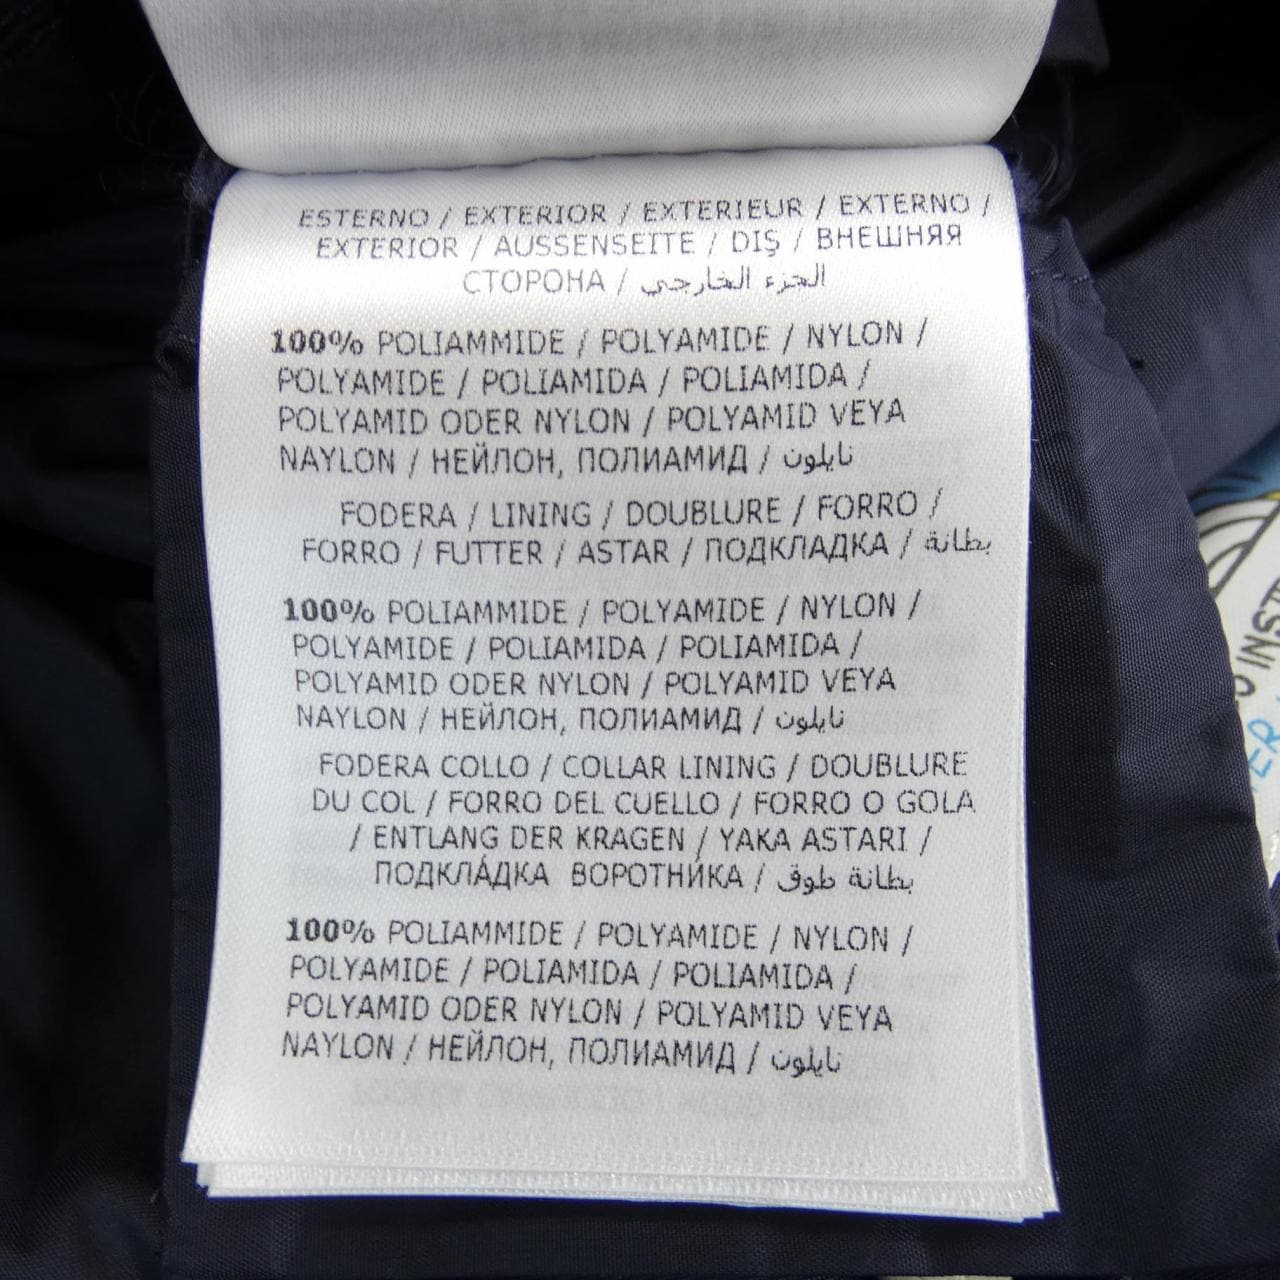 ESTERNO / EXTERIOR / EXTERIEUR / EXTERNO /
EXTERIOR / AUSSENSEITE / DIŞ / ВНЕШНЯЯ
СТОРОНА / الجزء الخارجي
100% POLIAMMIDE / POLYAMIDE / NYLON /
POLYAMIDE / POLIAMIDA / POLIAMIDA /
POLYAMID ODER NYLON / POLYAMID VEYA
NAYLON / НЕЙЛОН, ПОЛИАМИД / نايلون
FODERA / LINING / DOUBLURE / FORRO /
FORRO / FUTTER / ASTAR / ПОДКЛАДКА / بطانة
100% POLIAMMIDE / POLYAMIDE / NYLON /
POLYAMIDE / POLIAMIDA / POLIAMIDA /
POLYAMID ODER NYLON / POLYAMID VEYA
NAYLON / НЕЙЛОН, ПОЛИАМИД / نايلون
FODERA COLLO / COLLAR LINING / DOUBLURE
DU COL / FORRO DEL CUELLO / FORRO O GOLA
/ ENTLANG DER KRAGEN / YAKA ASTARI /
ПОДКЛА́ДКА ВОРОТНИ́КА / بطانة طوق
100% POLIAMMIDE / POLYAMIDE / NYLON /
POLYAMIDE / POLIAMIDA / POLIAMIDA /
POLYAMID ODER NYLON / POLYAMID VEYA
NAYLON / НЕЙЛОН, ПОЛИАМИД / نايلون